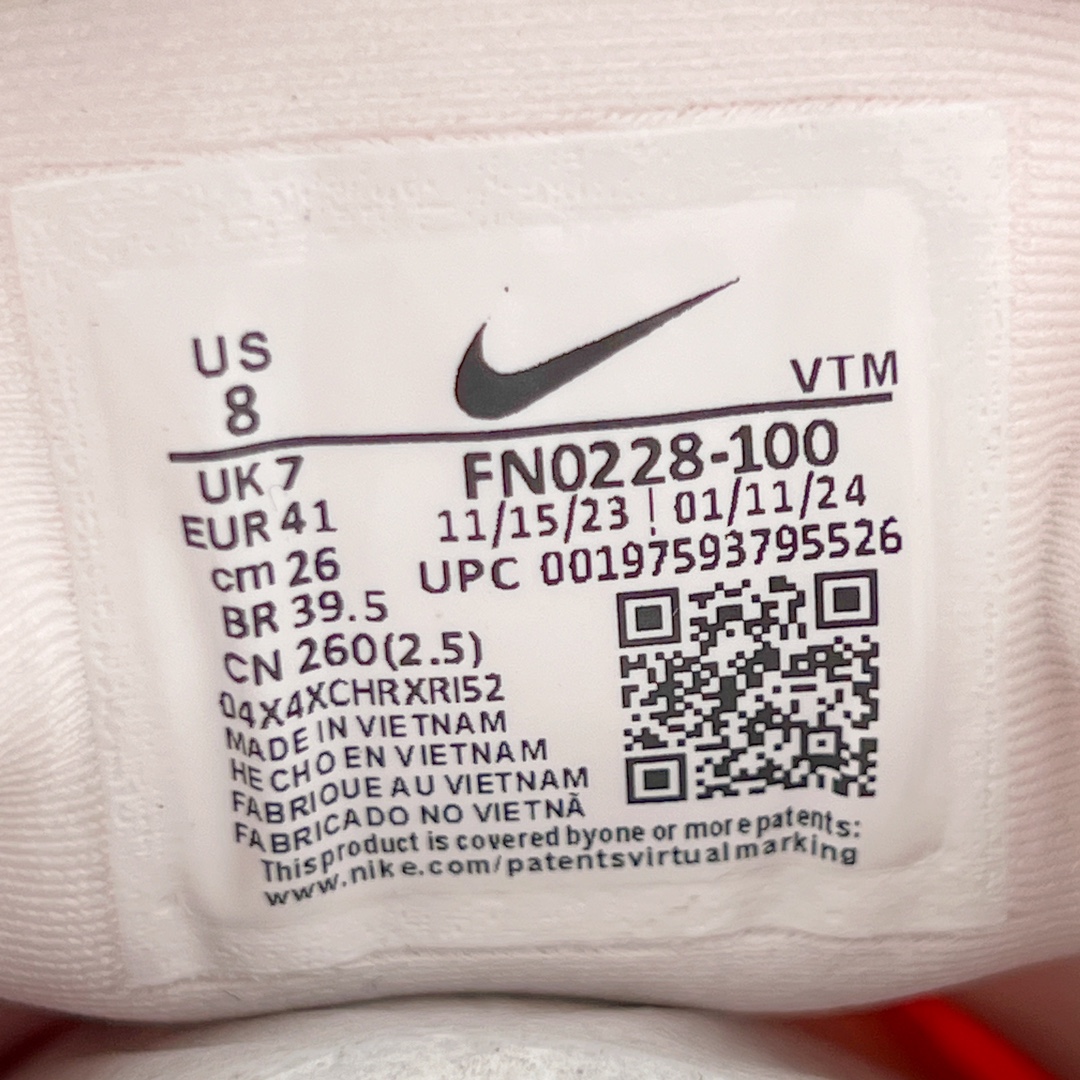 US
8
VTM
UK 7
EUR 41
cm 26
BR 39.5
CN 260(2.5)
FN0228-100
11/15/23 | 01/11/24
UPC 00197593795526
04X4XCHRXRI52
MADE IN VIETNAM
HECHO EN VIETNAM
FABRIQUE AU VIETNAM
FABRICADO NO VIETNÃ
This product is covered by one or more patents:
www.nike.com/patentsvirtualmarking